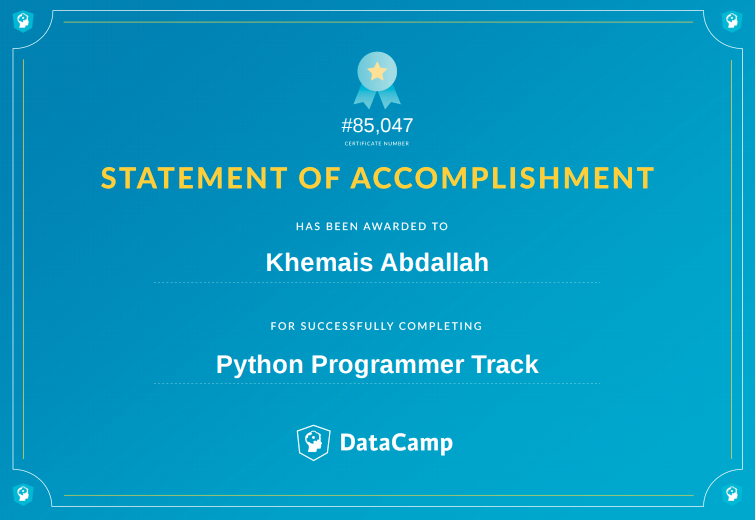 #85,047
CERTIFICATE NUMBER
STATEMENT OF ACCOMPLISHMENT
HAS BEEN AWARDED TO
Khemais Abdallah
FOR SUCCESSFULLY COMPLETING
Python Programmer Track
DataCamp